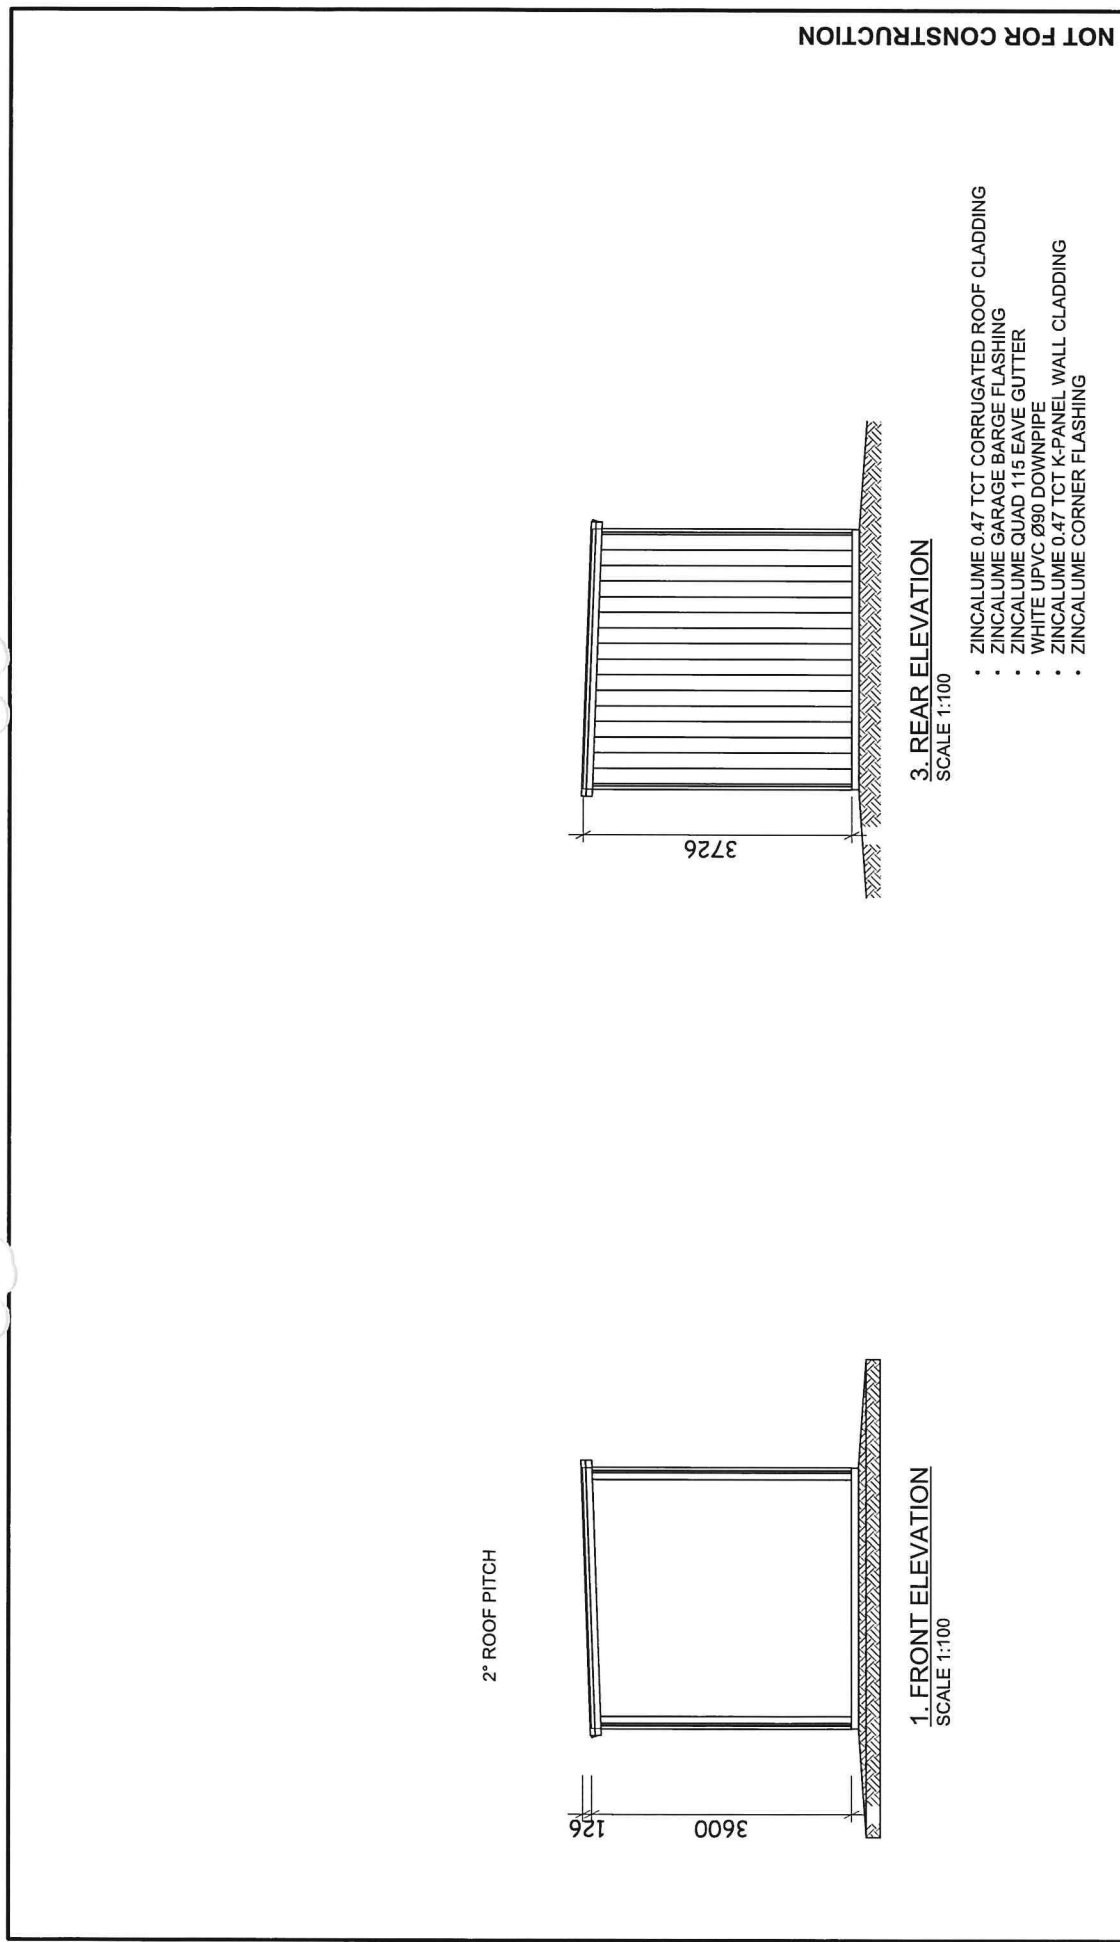 NOT FOR CONSTRUCTION
2° ROOF PITCH
126
3600
1. FRONT ELEVATION
SCALE 1:100
3726
3. REAR ELEVATION
SCALE 1:100
· ZINCALUME 0.47 TCT CORRUGATED ROOF CLADDING
· ZINCALUME GARAGE BARGE FLASHING
· ZINCALUME QUAD 115 EAVE GUTTER
· WHITE UPVC Ø90 DOWNPIPE
· ZINCALUME 0.47 TCT K-PANEL WALL CLADDING
· ZINCALUME CORNER FLASHING